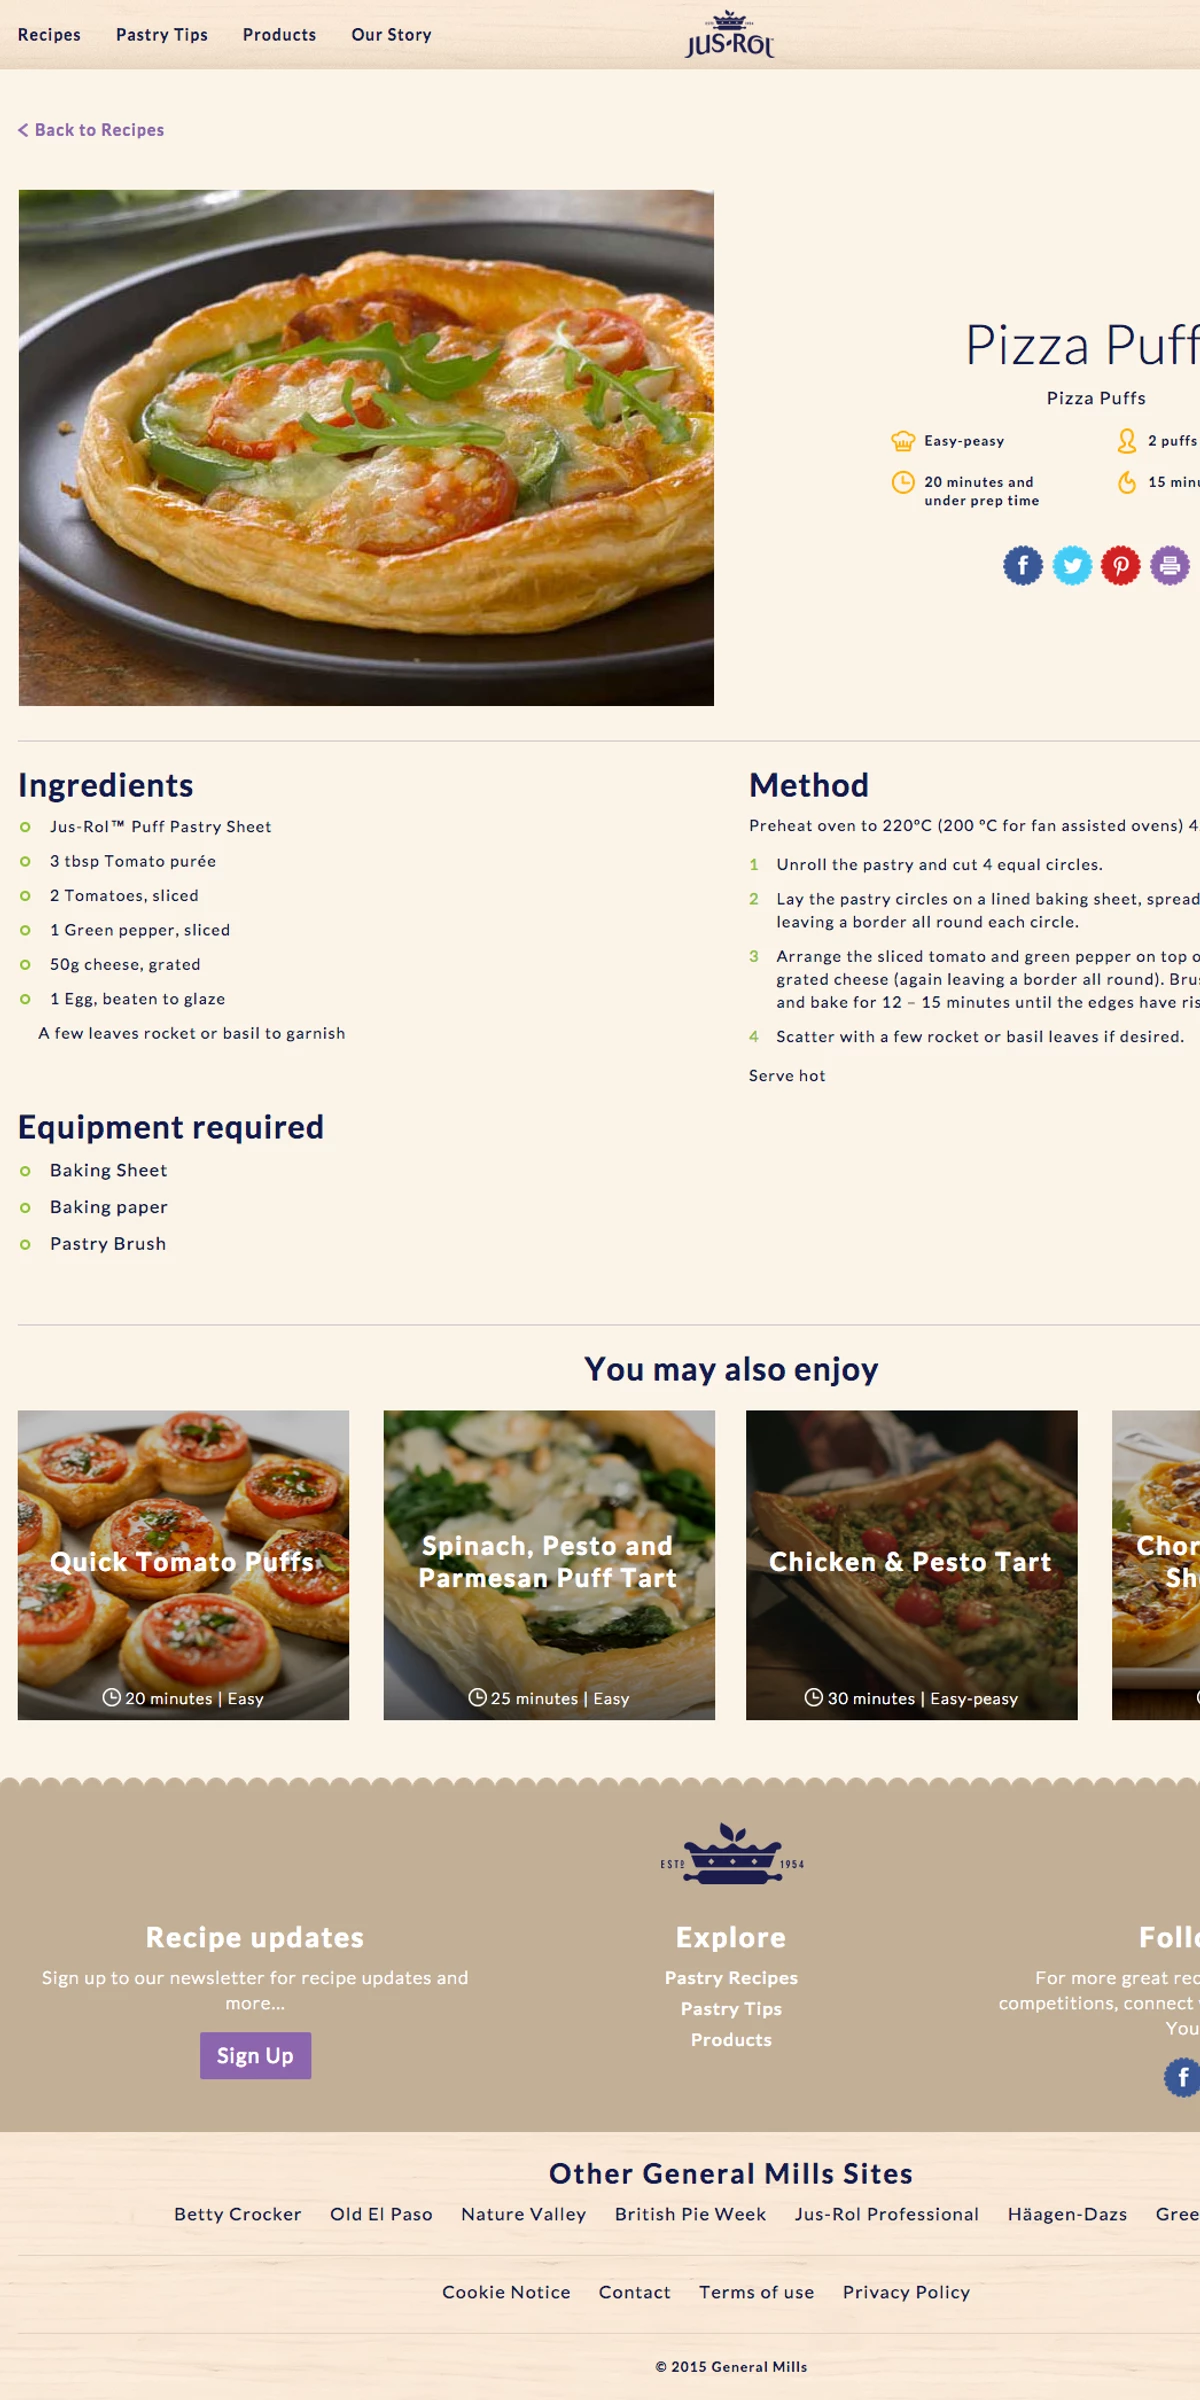 Recipes
Pastry Tips
Products
Our Story
ESTD 1954
JUS-ROL
< Back to Recipes
Pizza Puff
Pizza Puffs
Easy-peasy
2 puffs
20 minutes and
under prep time
15 minu
Ingredients
Jus-Rol™ Puff Pastry Sheet
3 tbsp Tomato purée
2 Tomatoes, sliced
1 Green pepper, sliced
50g cheese, grated
1 Egg, beaten to glaze
A few leaves rocket or basil to garnish
Equipment required
Baking Sheet
Baking paper
Pastry Brush
Method
Preheat oven to 220°C (200 °C for fan assisted ovens) 4
1 Unroll the pastry and cut 4 equal circles.
2 Lay the pastry circles on a lined baking sheet, spread
leaving a border all round each circle.
3 Arrange the sliced tomato and green pepper on top o
grated cheese (again leaving a border all round). Brus
and bake for 12 – 15 minutes until the edges have ris
4 Scatter with a few rocket or basil leaves if desired.
Serve hot
You may also enjoy
Quick Tomato Puffs
20 minutes | Easy
Spinach, Pesto and
Parmesan Puff Tart
25 minutes | Easy
Chicken & Pesto Tart
30 minutes | Easy-peasy
Chor
Sh
ESTD 1954
Recipe updates
Sign up to our newsletter for recipe updates and
more...
Sign Up
Explore
Pastry Recipes
Pastry Tips
Products
Follo
For more great rec
competitions, connect
You
Other General Mills Sites
Betty Crocker
Old El Paso
Nature Valley
British Pie Week
Jus-Rol Professional
Häagen-Dazs
Gree
Cookie Notice
Contact
Terms of use
Privacy Policy
© 2015 General Mills